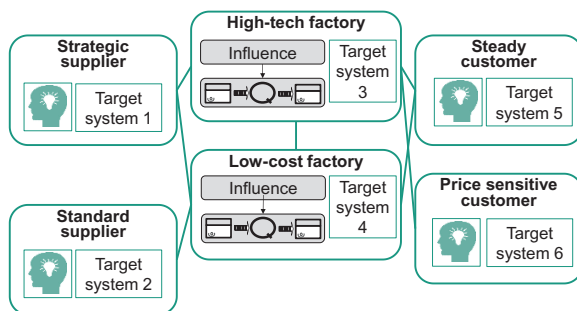 Strategic
supplier
Target
system 1
Standard
supplier
Target
system 2
High-tech factory
Influence
Target
system
3
Low-cost factory
Influence
Target
system
4
Steady
customer
Target
system 5
Price sensitive
customer
Target
system 6